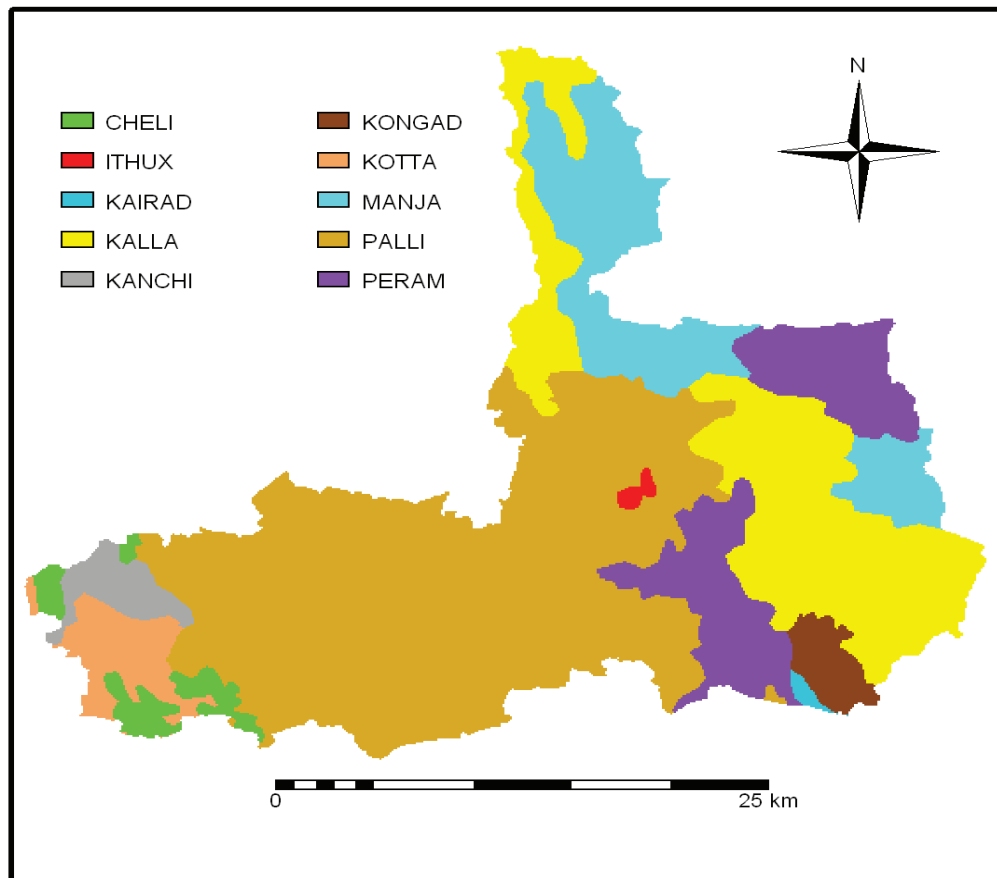 N
CHELI
ITHUX
KAIRAD
KALLA
KANCHI
KONGAD
KOTTA
MANJA
PALLI
PERAM
0 25 km